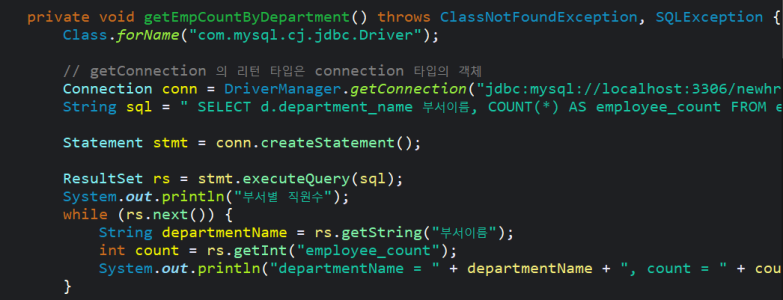 private void getEmpCountByDepartment() throws ClassNotFoundException, SQLException {
Class.forName("com.mysql.cj.jdbc.Driver");
// getConnection 의 리턴 타입은 connection 타입의 객체
Connection conn = DriverManager.getConnection("jdbc:mysql://localhost:3306/newhr
String sql = " SELECT d.department_name 부서이름, COUNT(*) AS employee_count FROM e
Statement stmt = conn.createStatement();
ResultSet rs = stmt.executeQuery(sql);
System.out.println("부서별 직원수");
while (rs.next()) {
String departmentName = rs.getString("부서이름");
int count = rs.getInt("employee_count");
System.out.println("departmentName = " + departmentName + ", count = " + cou
}